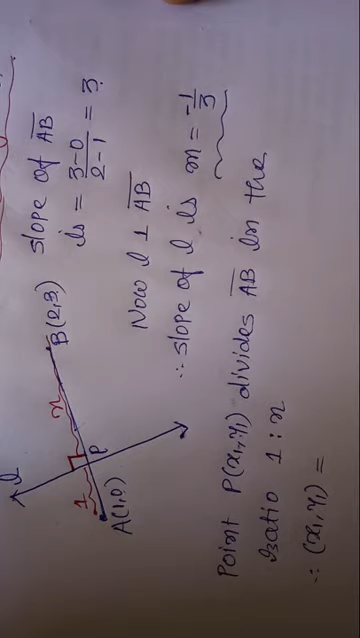 l
1
n
P
A(1,0)
B(2,3)
slope of AB
is = 3-0/2-1 = 3
Now l ⊥ AB
∴ slope of l is m = -1/3
Point P(x₁,y₁) divides AB in the
ratio 1 : n
∴ (x₁,y₁) =